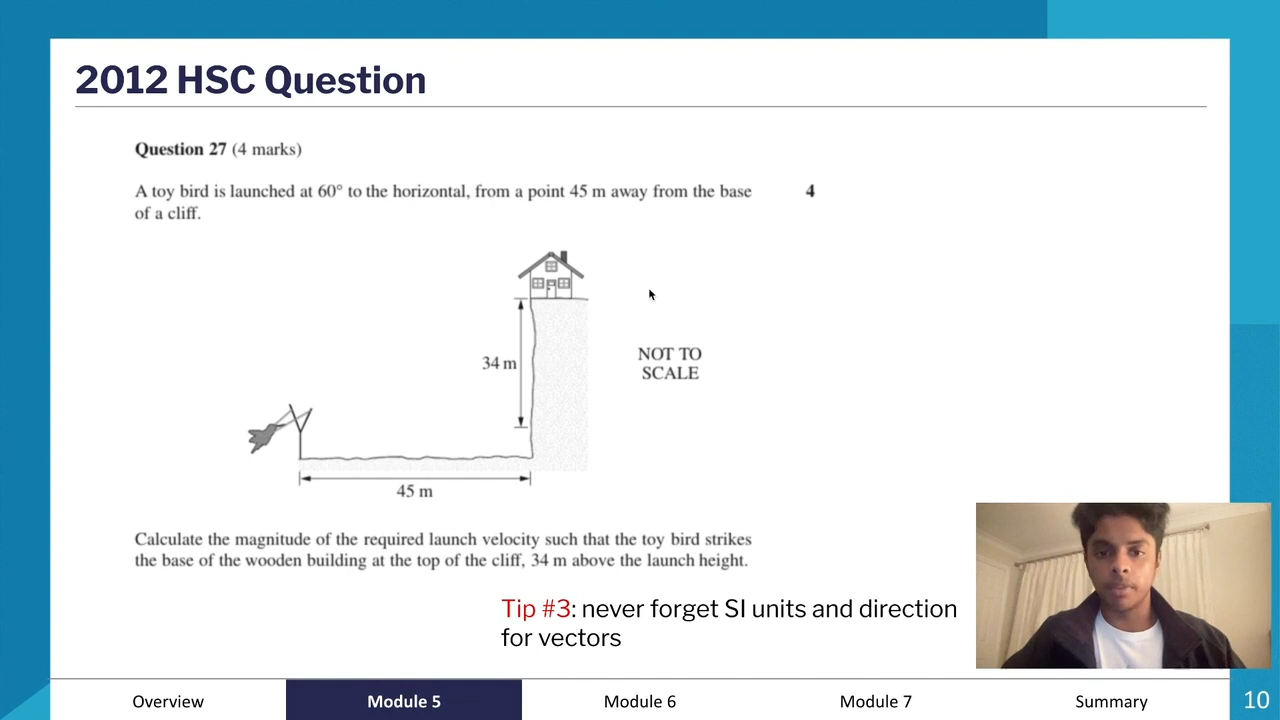 2012 HSC Question
Question 27 (4 marks)
A toy bird is launched at 60° to the horizontal, from a point 45 m away from the base
4
of a cliff.
34 m
NOT TO
SCALE
45 m
Calculate the magnitude of the required launch velocity such that the toy bird strikes
the base of the wooden building at the top of the cliff, 34 m above the launch height.
Tip #3: never forget SI units and direction
for vectors
Overview
Module 5
Module 6
Module 7
Summary
10